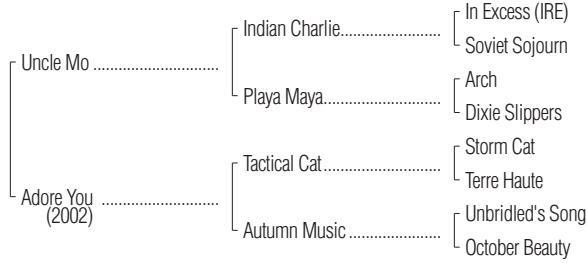 In Excess (IRE)
Indian Charlie......................
Soviet Sojourn
Uncle Mo ............................
Arch
Playa Maya..........................
Dixie Slippers
Storm Cat
Tactical Cat..........................
Terre Haute
Adore You ..........................
(2002)
Unbridled's Song
Autumn Music ....................
October Beauty